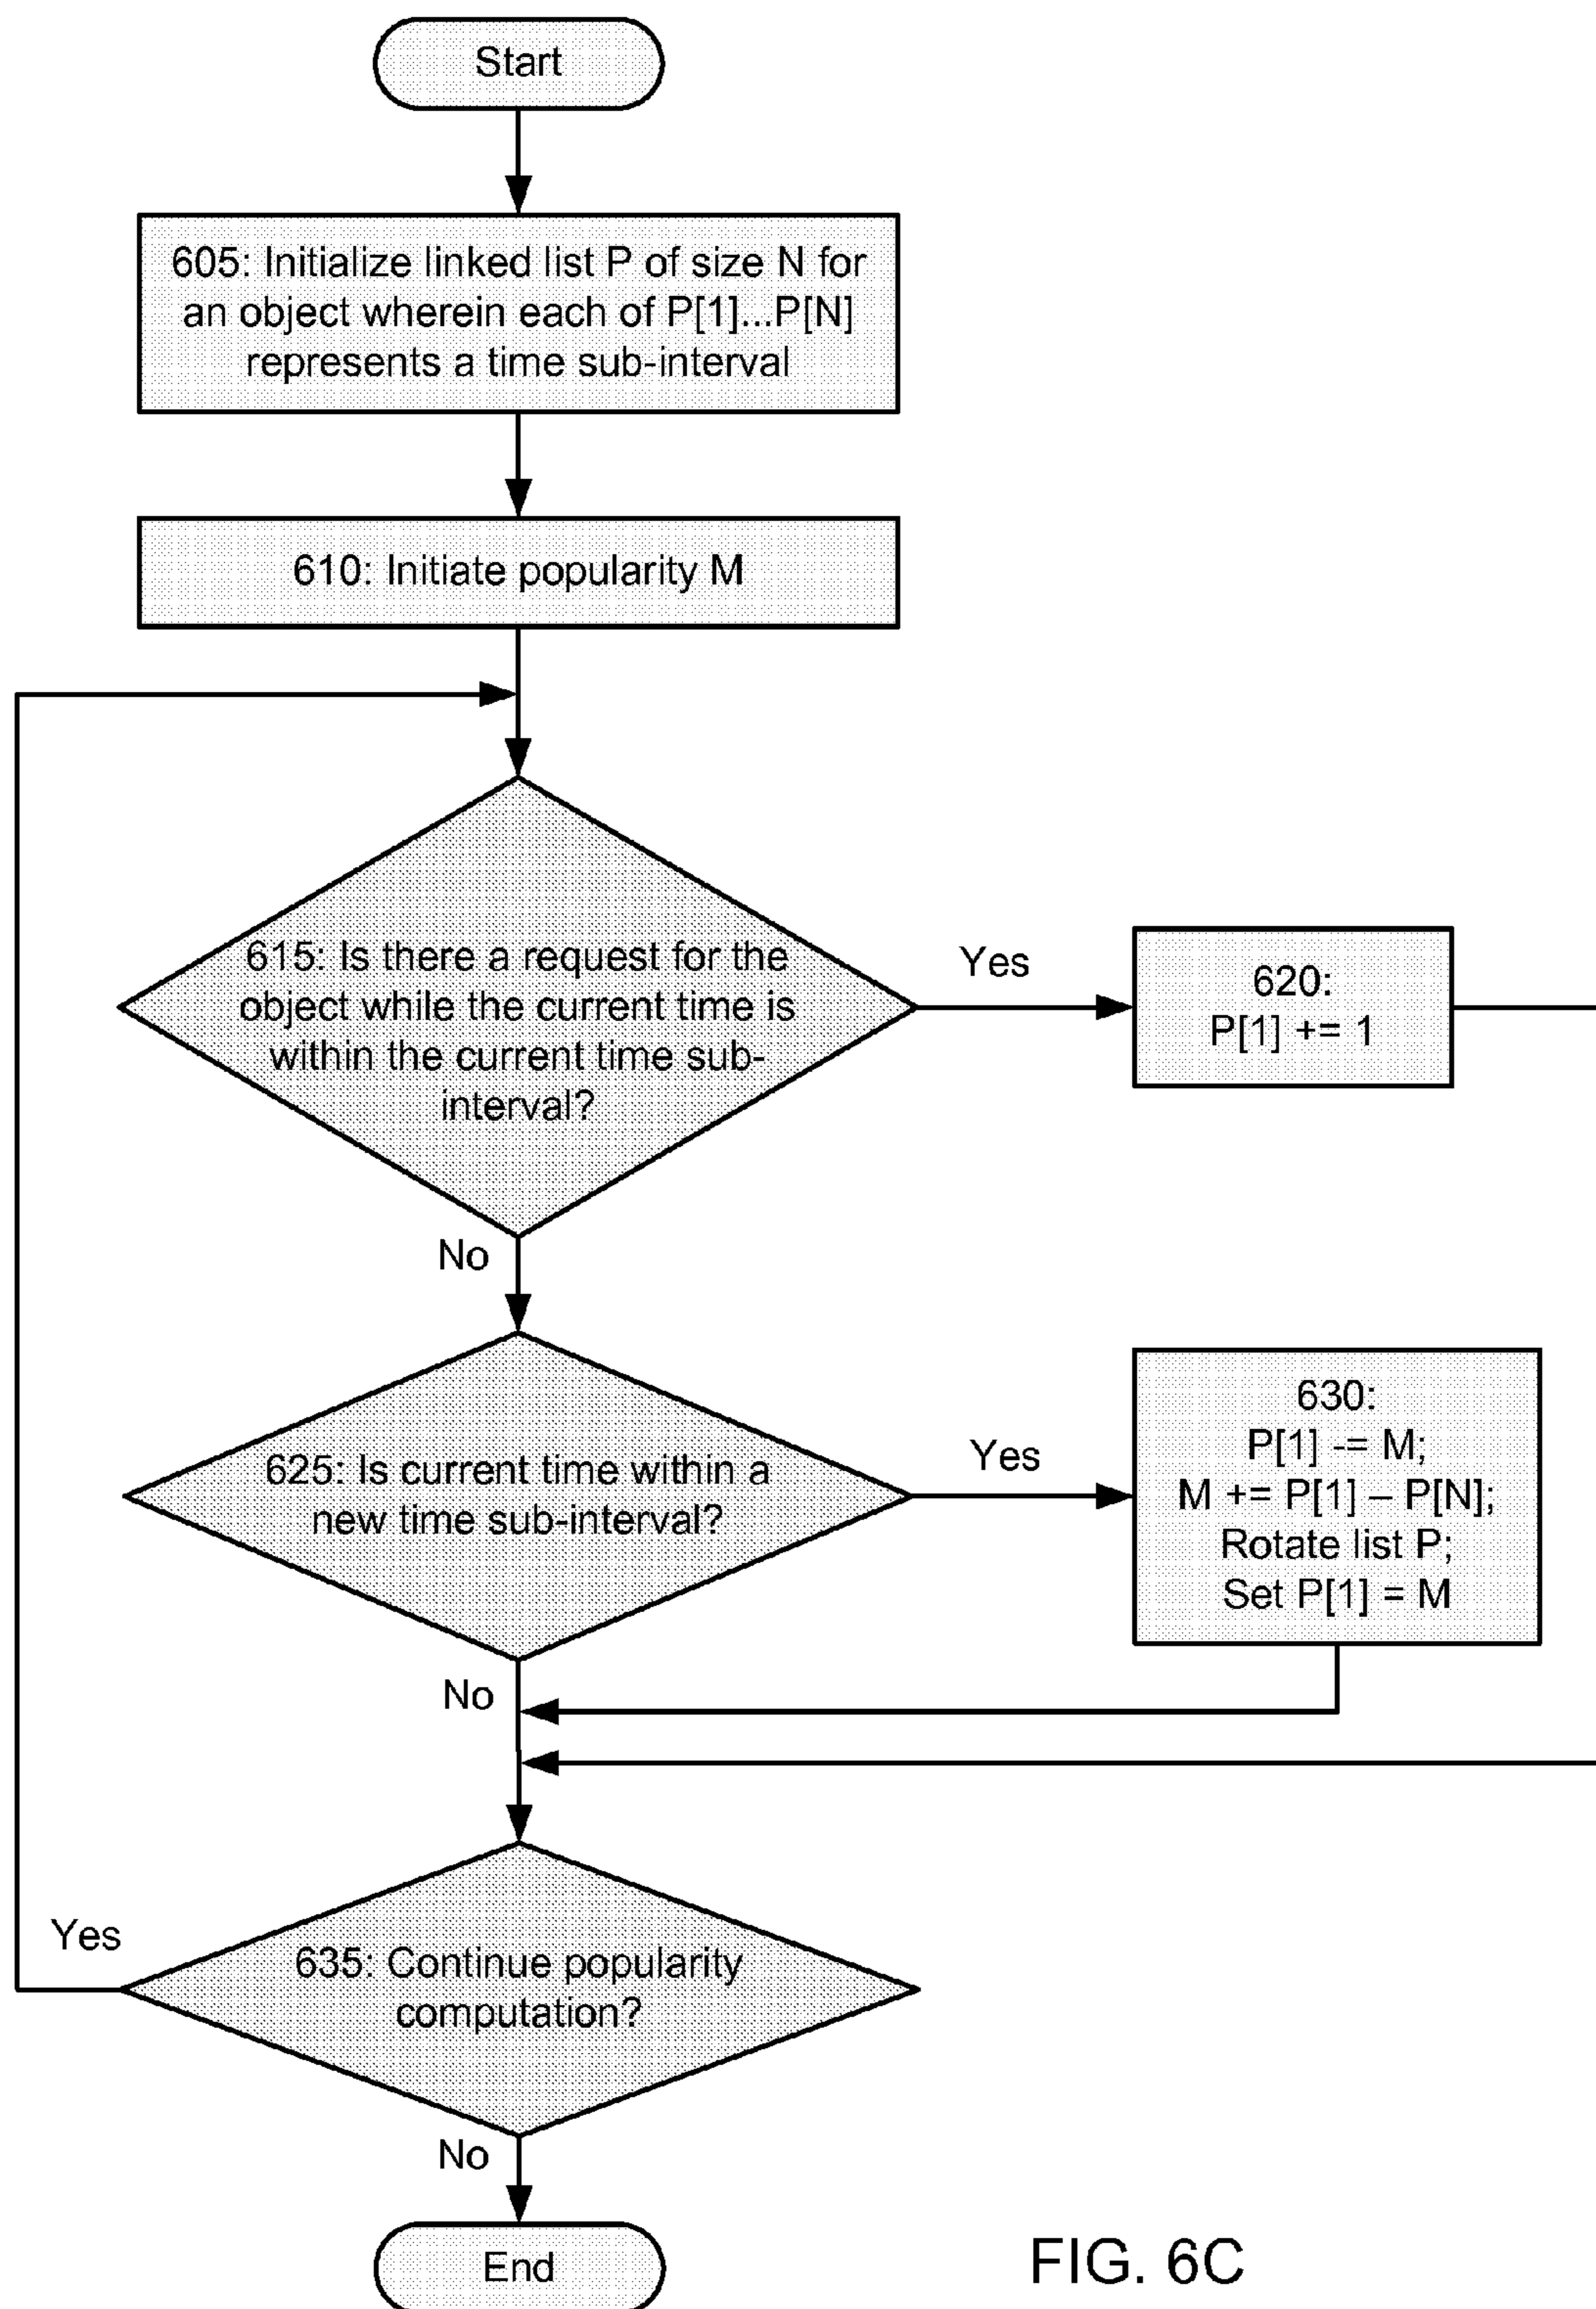 Start
605: Initialize linked list P of size N for
an object wherein each of P[1]...P[N]
represents a time sub-interval
610: Initiate popularity M
615: Is there a request for the
object while the current time is
within the current time sub-
interval?
Yes
620:
P[1] += 1
No
625: Is current time within a
new time sub-interval?
Yes
630:
P[1] -= M;
M += P[1] – P[N];
Rotate list P;
Set P[1] = M
No
Yes
635: Continue popularity
computation?
No
End
FIG. 6C